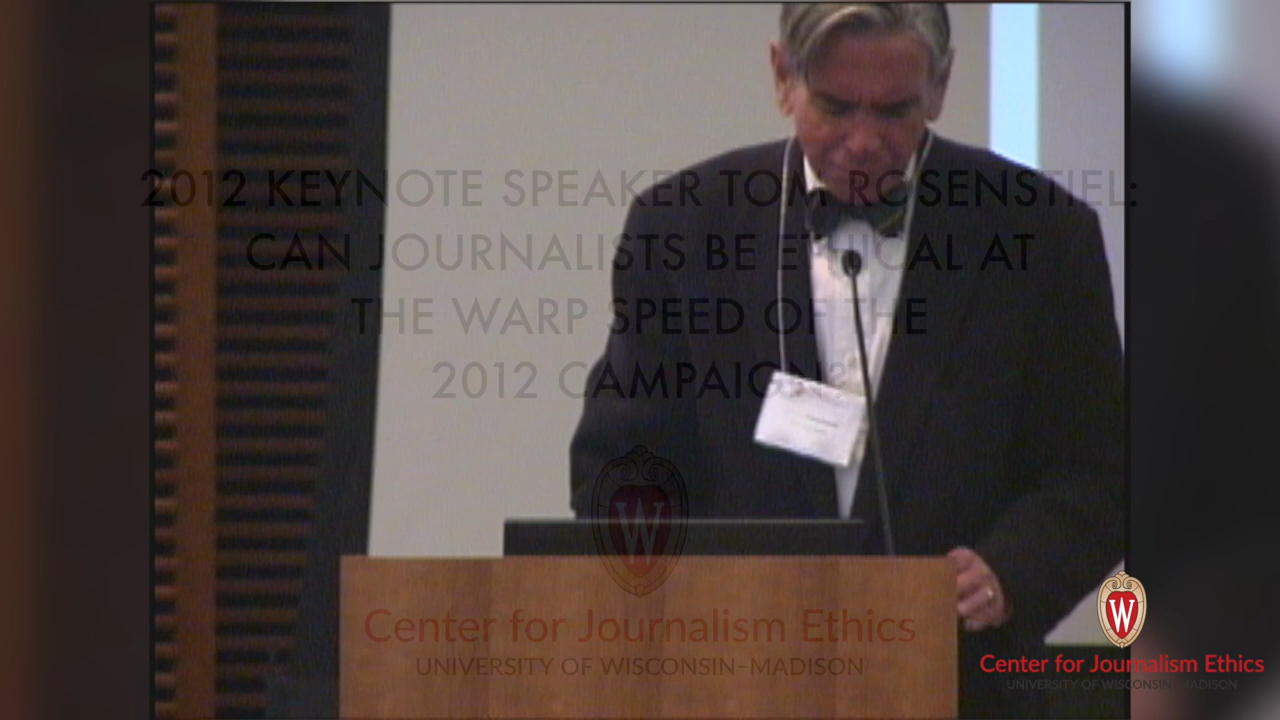 2012 KEYNOTE SPEAKER TOM ROSENSTIEL:
CAN JOURNALISTS BE ETHICAL AT
THE WARP SPEED OF THE
2012 CAMPAIGN?
W
Center for Journalism Ethics
UNIVERSITY OF WISCONSIN–MADISON
W
Center for Journalism Ethics
UNIVERSITY OF WISCONSIN–MADISON